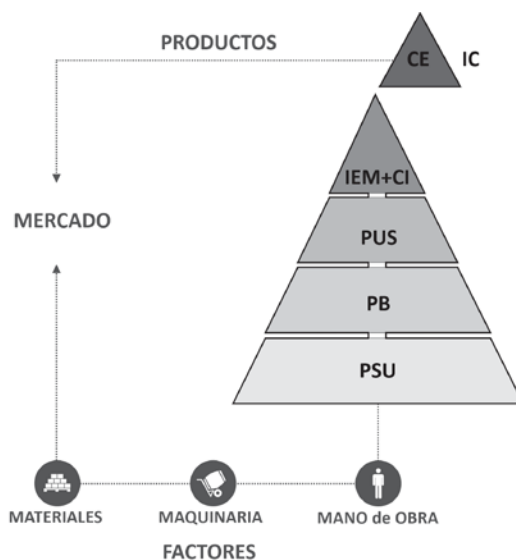 PRODUCTOS
CE
IC
IEM+CI
MERCADO
PUS
PB
PSU
MATERIALES
MAQUINARIA
MANO de OBRA
FACTORES